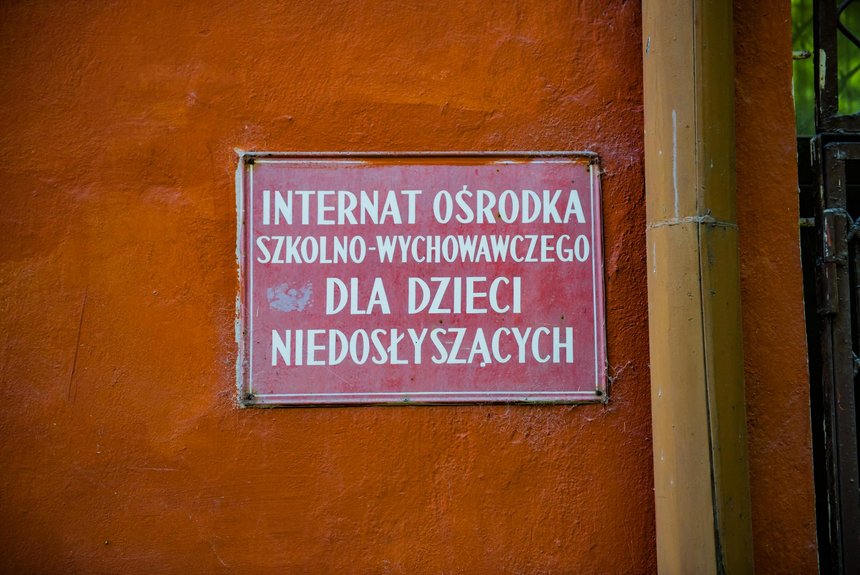 INTERNAT OŚRODKA
SZKOLNO-WYCHOWAWCZEGO
DLA DZIECI
NIEDOSŁYSZĄCYCH